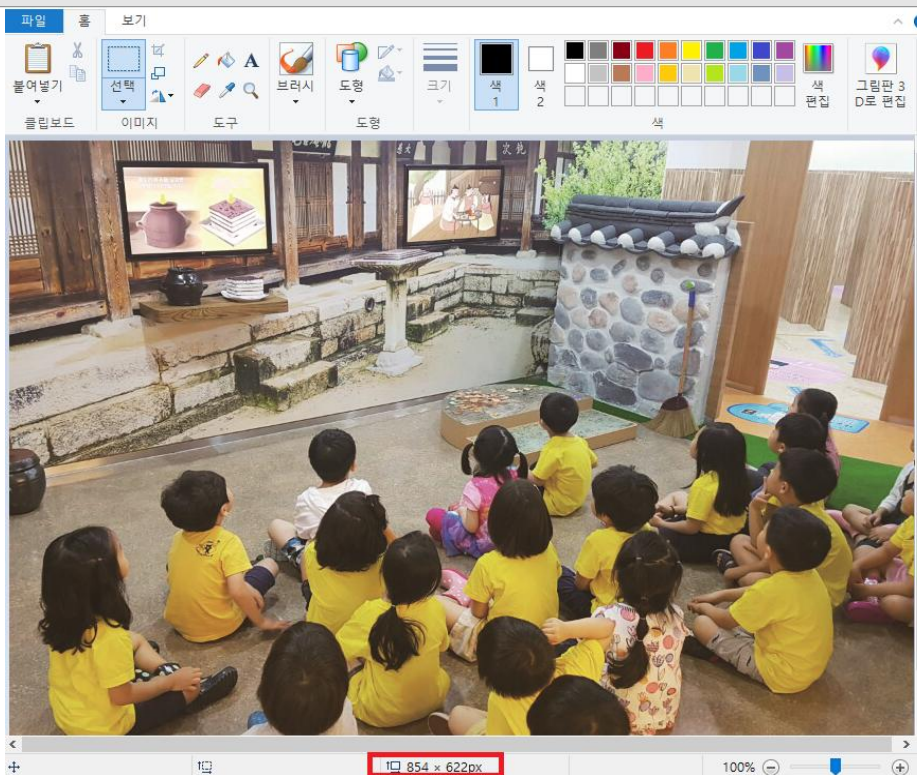 파일 홈 보기
붙여넣기
선택
브러시
도형
크기
색
1
색
2
색
편집
그림판 3
D로 편집
클립보드
이미지
도구
도형
색
854 × 622px
100%